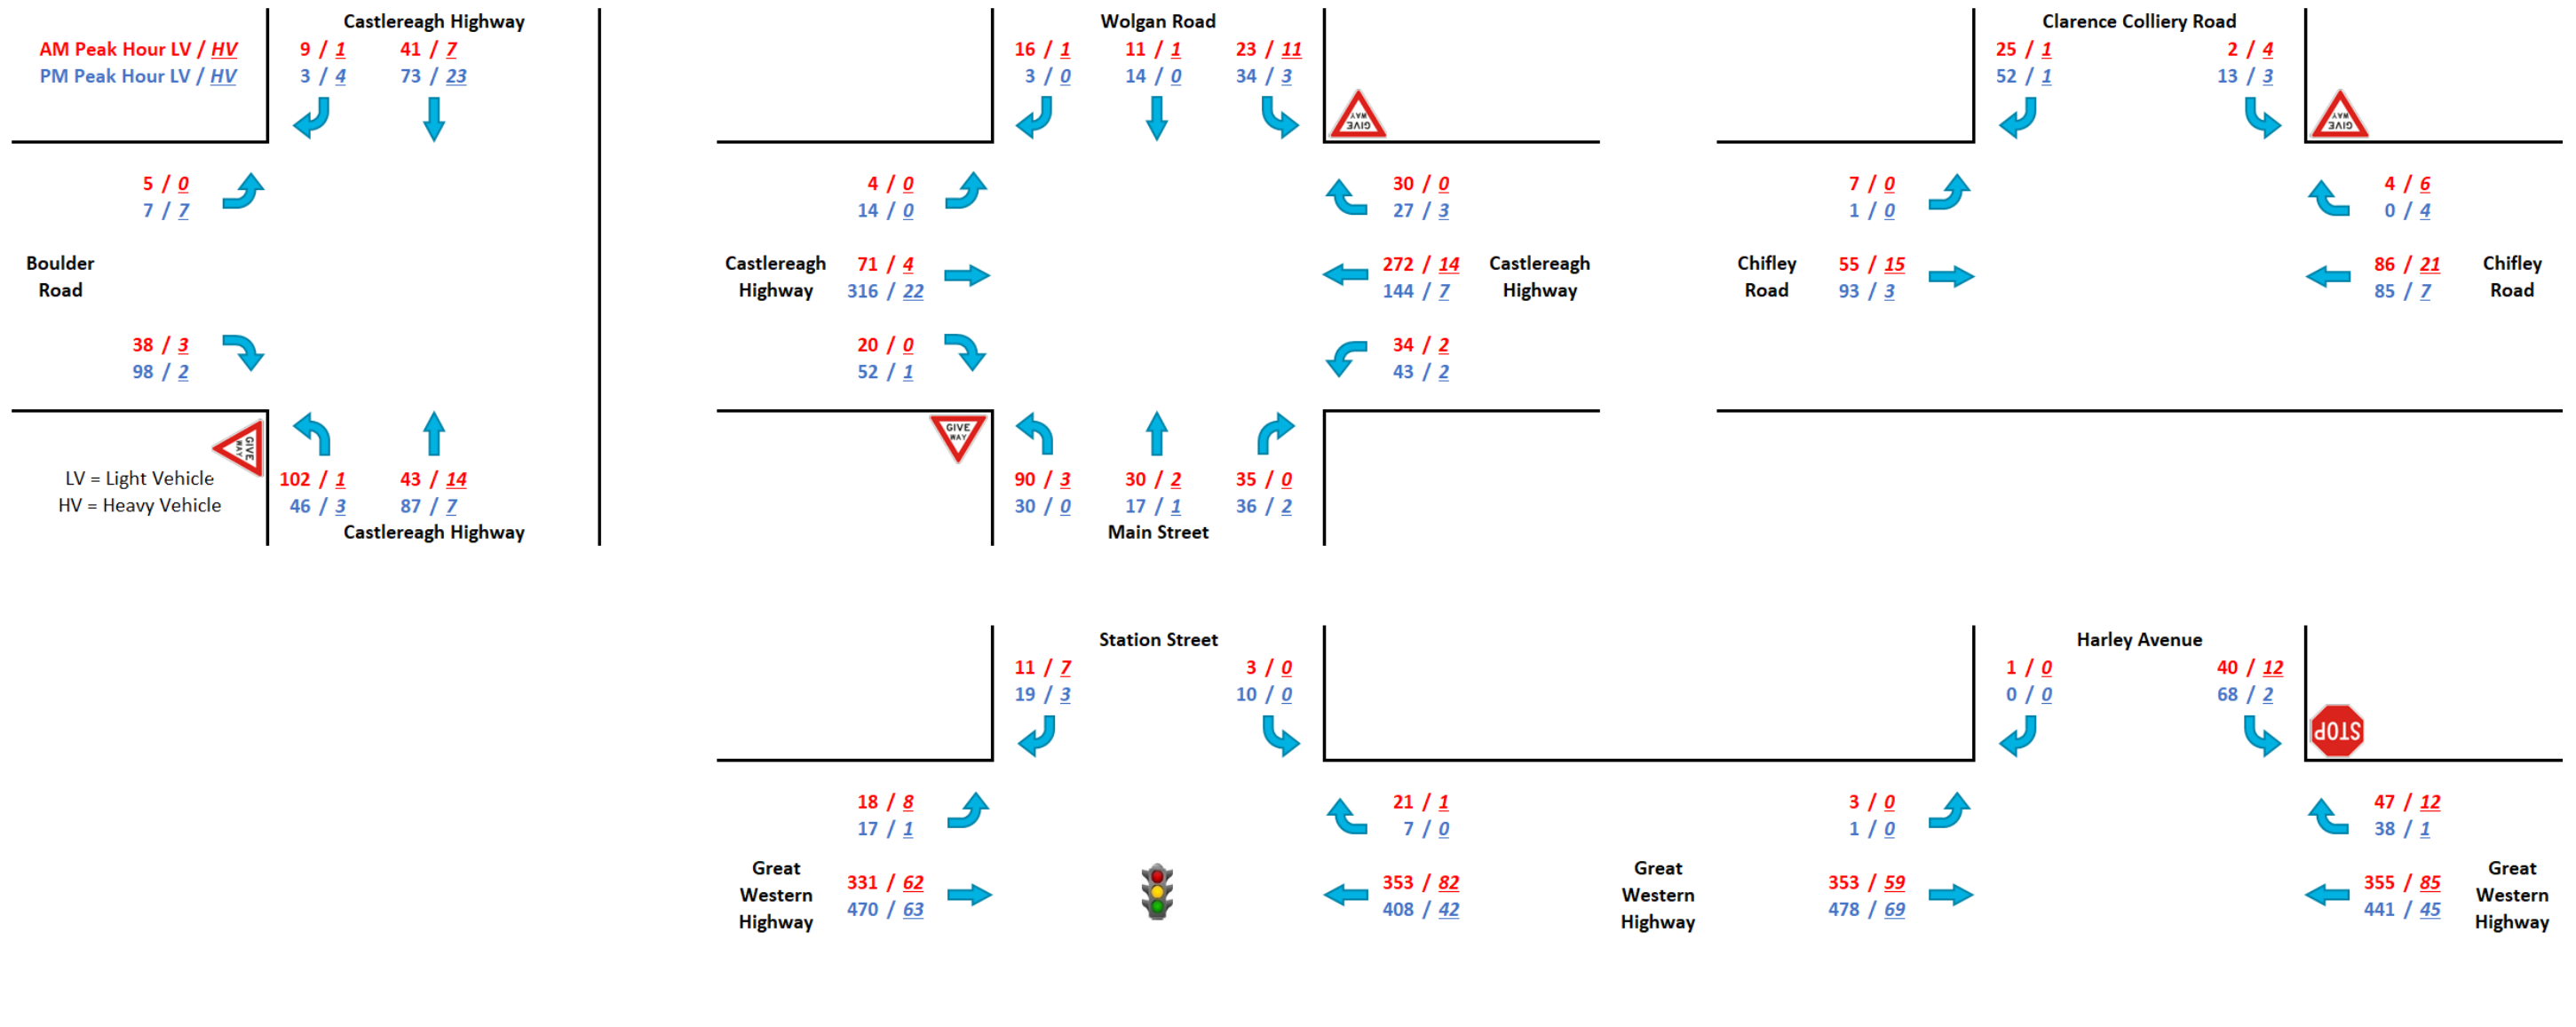 Castlereagh Highway
AM Peak Hour LV / HV
PM Peak Hour LV / HV
9 / 1
3 / 4
41 / 7
73 / 23
5 / 0
7 / 7
Boulder
Road
38 / 3
98 / 2
GIVE
WAY
LV = Light Vehicle
HV = Heavy Vehicle
102 / 1
46 / 3
43 / 14
87 / 7
Castlereagh Highway
Wolgan Road
16 / 1
3 / 0
11 / 1
14 / 0
23 / 11
34 / 3
GIVE
WAY
4 / 0
14 / 0
30 / 0
27 / 3
Castlereagh
Highway
71 / 4
316 / 22
272 / 14
144 / 7
Castlereagh
Highway
20 / 0
52 / 1
34 / 2
43 / 2
GIVE
WAY
90 / 3
30 / 0
30 / 2
17 / 1
35 / 0
36 / 2
Main Street
Clarence Colliery Road
25 / 1
52 / 1
2 / 4
13 / 3
GIVE
WAY
7 / 0
1 / 0
4 / 6
0 / 4
Chifley
Road
55 / 15
93 / 3
86 / 21
85 / 7
Chifley
Road
Station Street
11 / 7
19 / 3
3 / 0
10 / 0
18 / 8
17 / 1
21 / 1
7 / 0
Great
Western
Highway
331 / 62
470 / 63
353 / 82
408 / 42
Great
Western
Highway
Harley Avenue
1 / 0
0 / 0
40 / 12
68 / 2
STOP
3 / 0
1 / 0
47 / 12
38 / 1
353 / 59
478 / 69
355 / 85
441 / 45
Great
Western
Highway